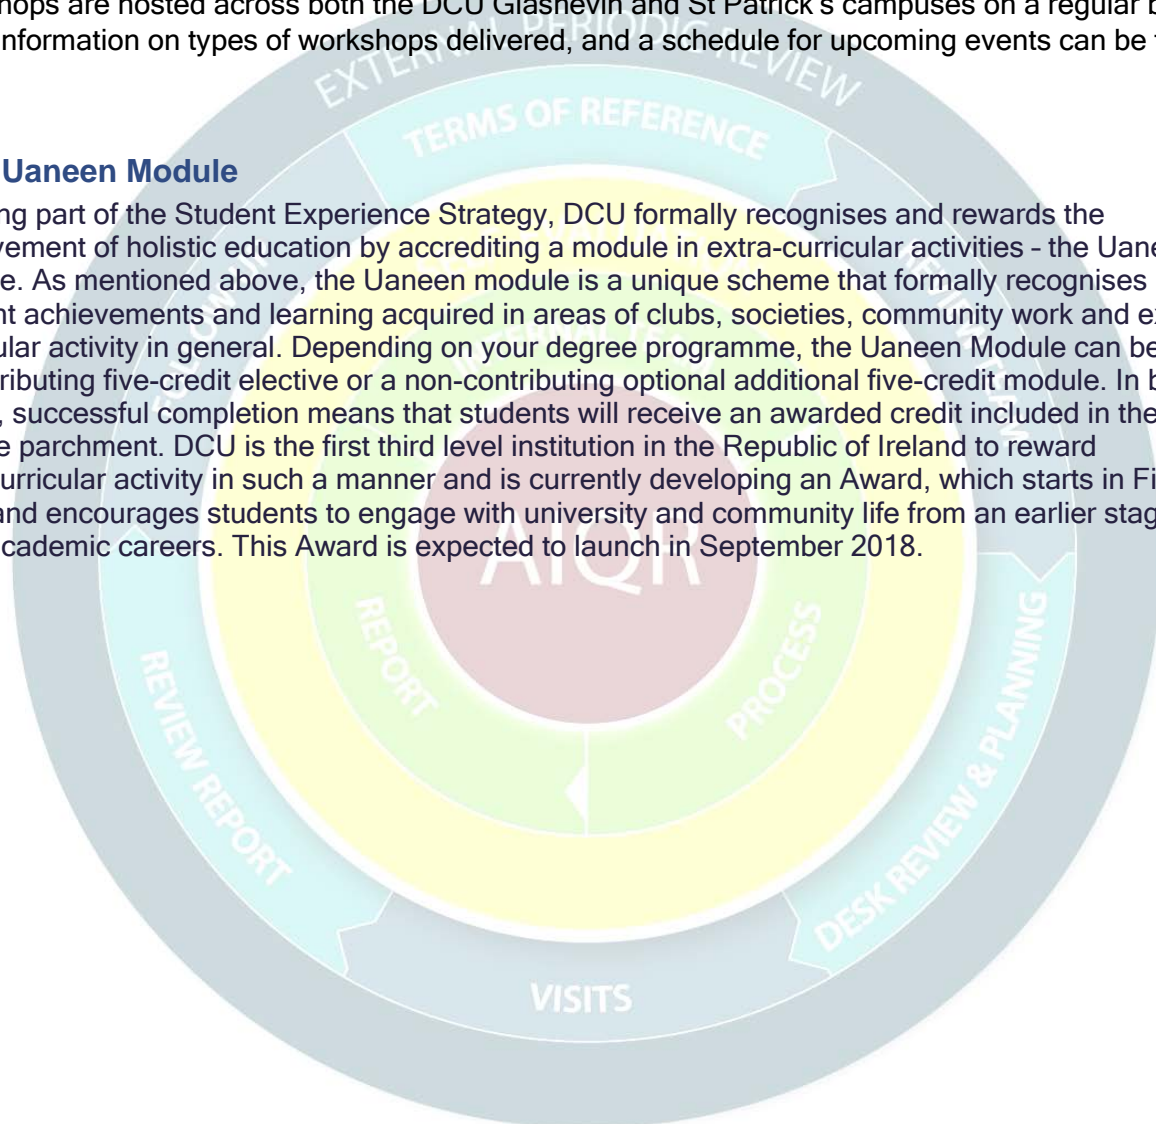 hops are hosted across both the DCU Glasnevin and St Patrick's campuses on a regular b
nformation on types of workshops delivered, and a schedule for upcoming events can be
EXTERNAL PERIODIC REVIEW
TERMS OF REFERENCE
Uaneen Module
ng part of the Student Experience Strategy, DCU formally recognises and rewards the
vement of holistic education by accrediting a module in extra-curricular activities - the Uane
e. As mentioned above, the Uaneen module is a unique scheme that formally recognises
nt achievements and learning acquired in areas of clubs, societies, community work and ex
ular activity in general. Depending on your degree programme, the Uaneen Module can be
ributing five-credit elective or a non-contributing optional additional five-credit module. In b
, successful completion means that students will receive an awarded credit included in the
e parchment. DCU is the first third level institution in the Republic of Ireland to reward
urricular activity in such a manner and is currently developing an Award, which starts in Fi
and encourages students to engage with university and community life from an earlier stag
cademic careers. This Award is expected to launch in September 2018.
INTERNAL TEAM
REVIEW TEAM
AIQR
REPORT
PROCESS
REVIEW REPORT
DESK REVIEW & PLANNING
VISITS